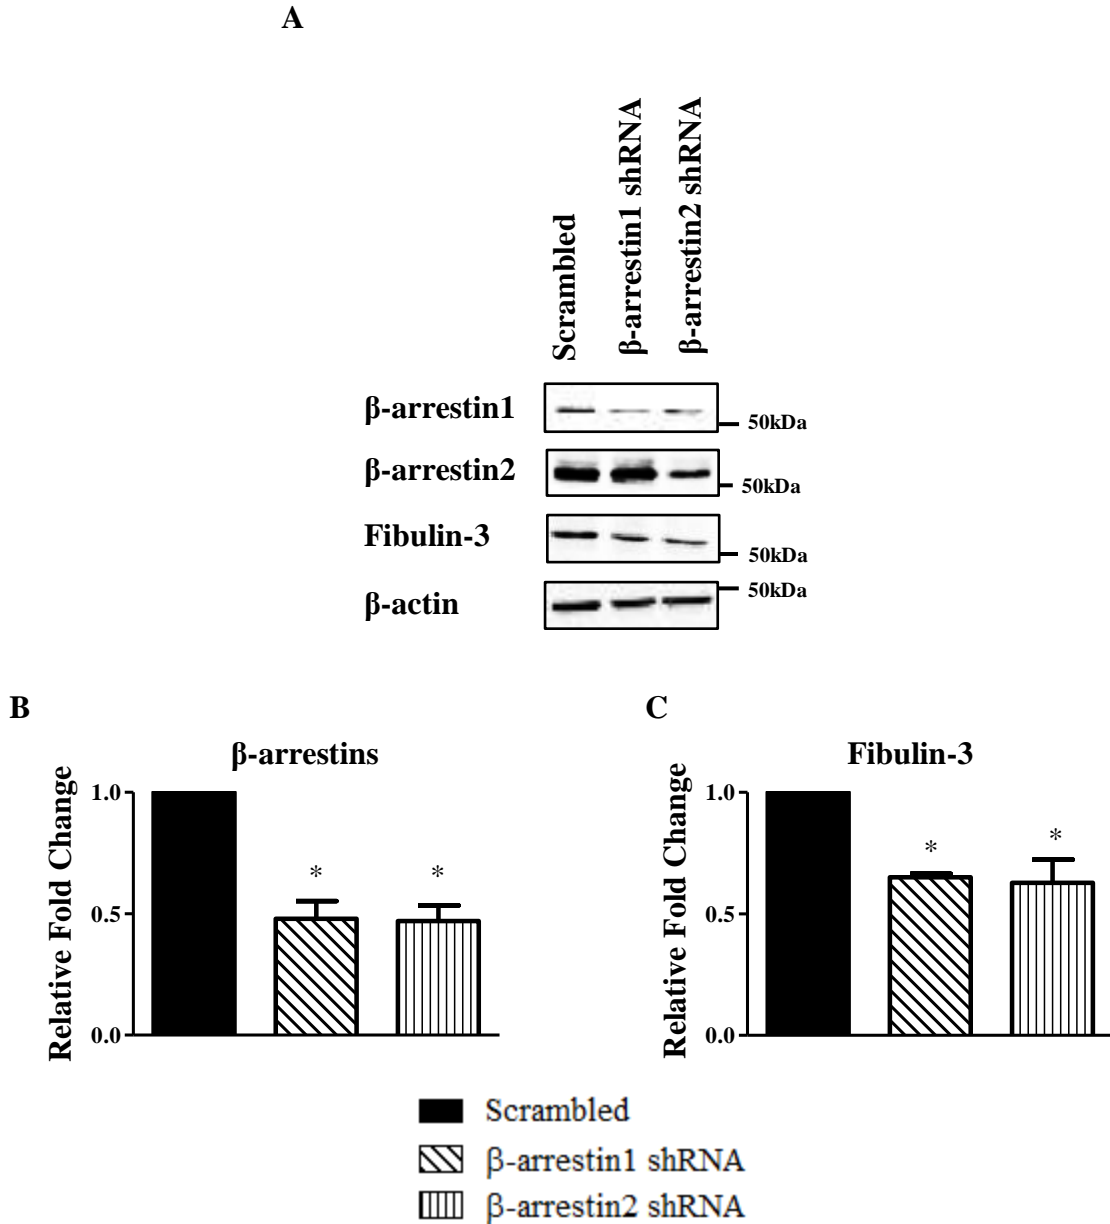 A
Scrambled
β-arrestin1 shRNA
β-arrestin2 shRNA
β-arrestin1
50kDa
β-arrestin2
50kDa
Fibulin-3
50kDa
β-actin
50kDa
B
β-arrestins
Relative Fold Change
1.0
0.5
0.0
*
*
C
Fibulin-3
Relative Fold Change
1.0
0.5
0.0
*
*
Scrambled
β-arrestin1 shRNA
β-arrestin2 shRNA